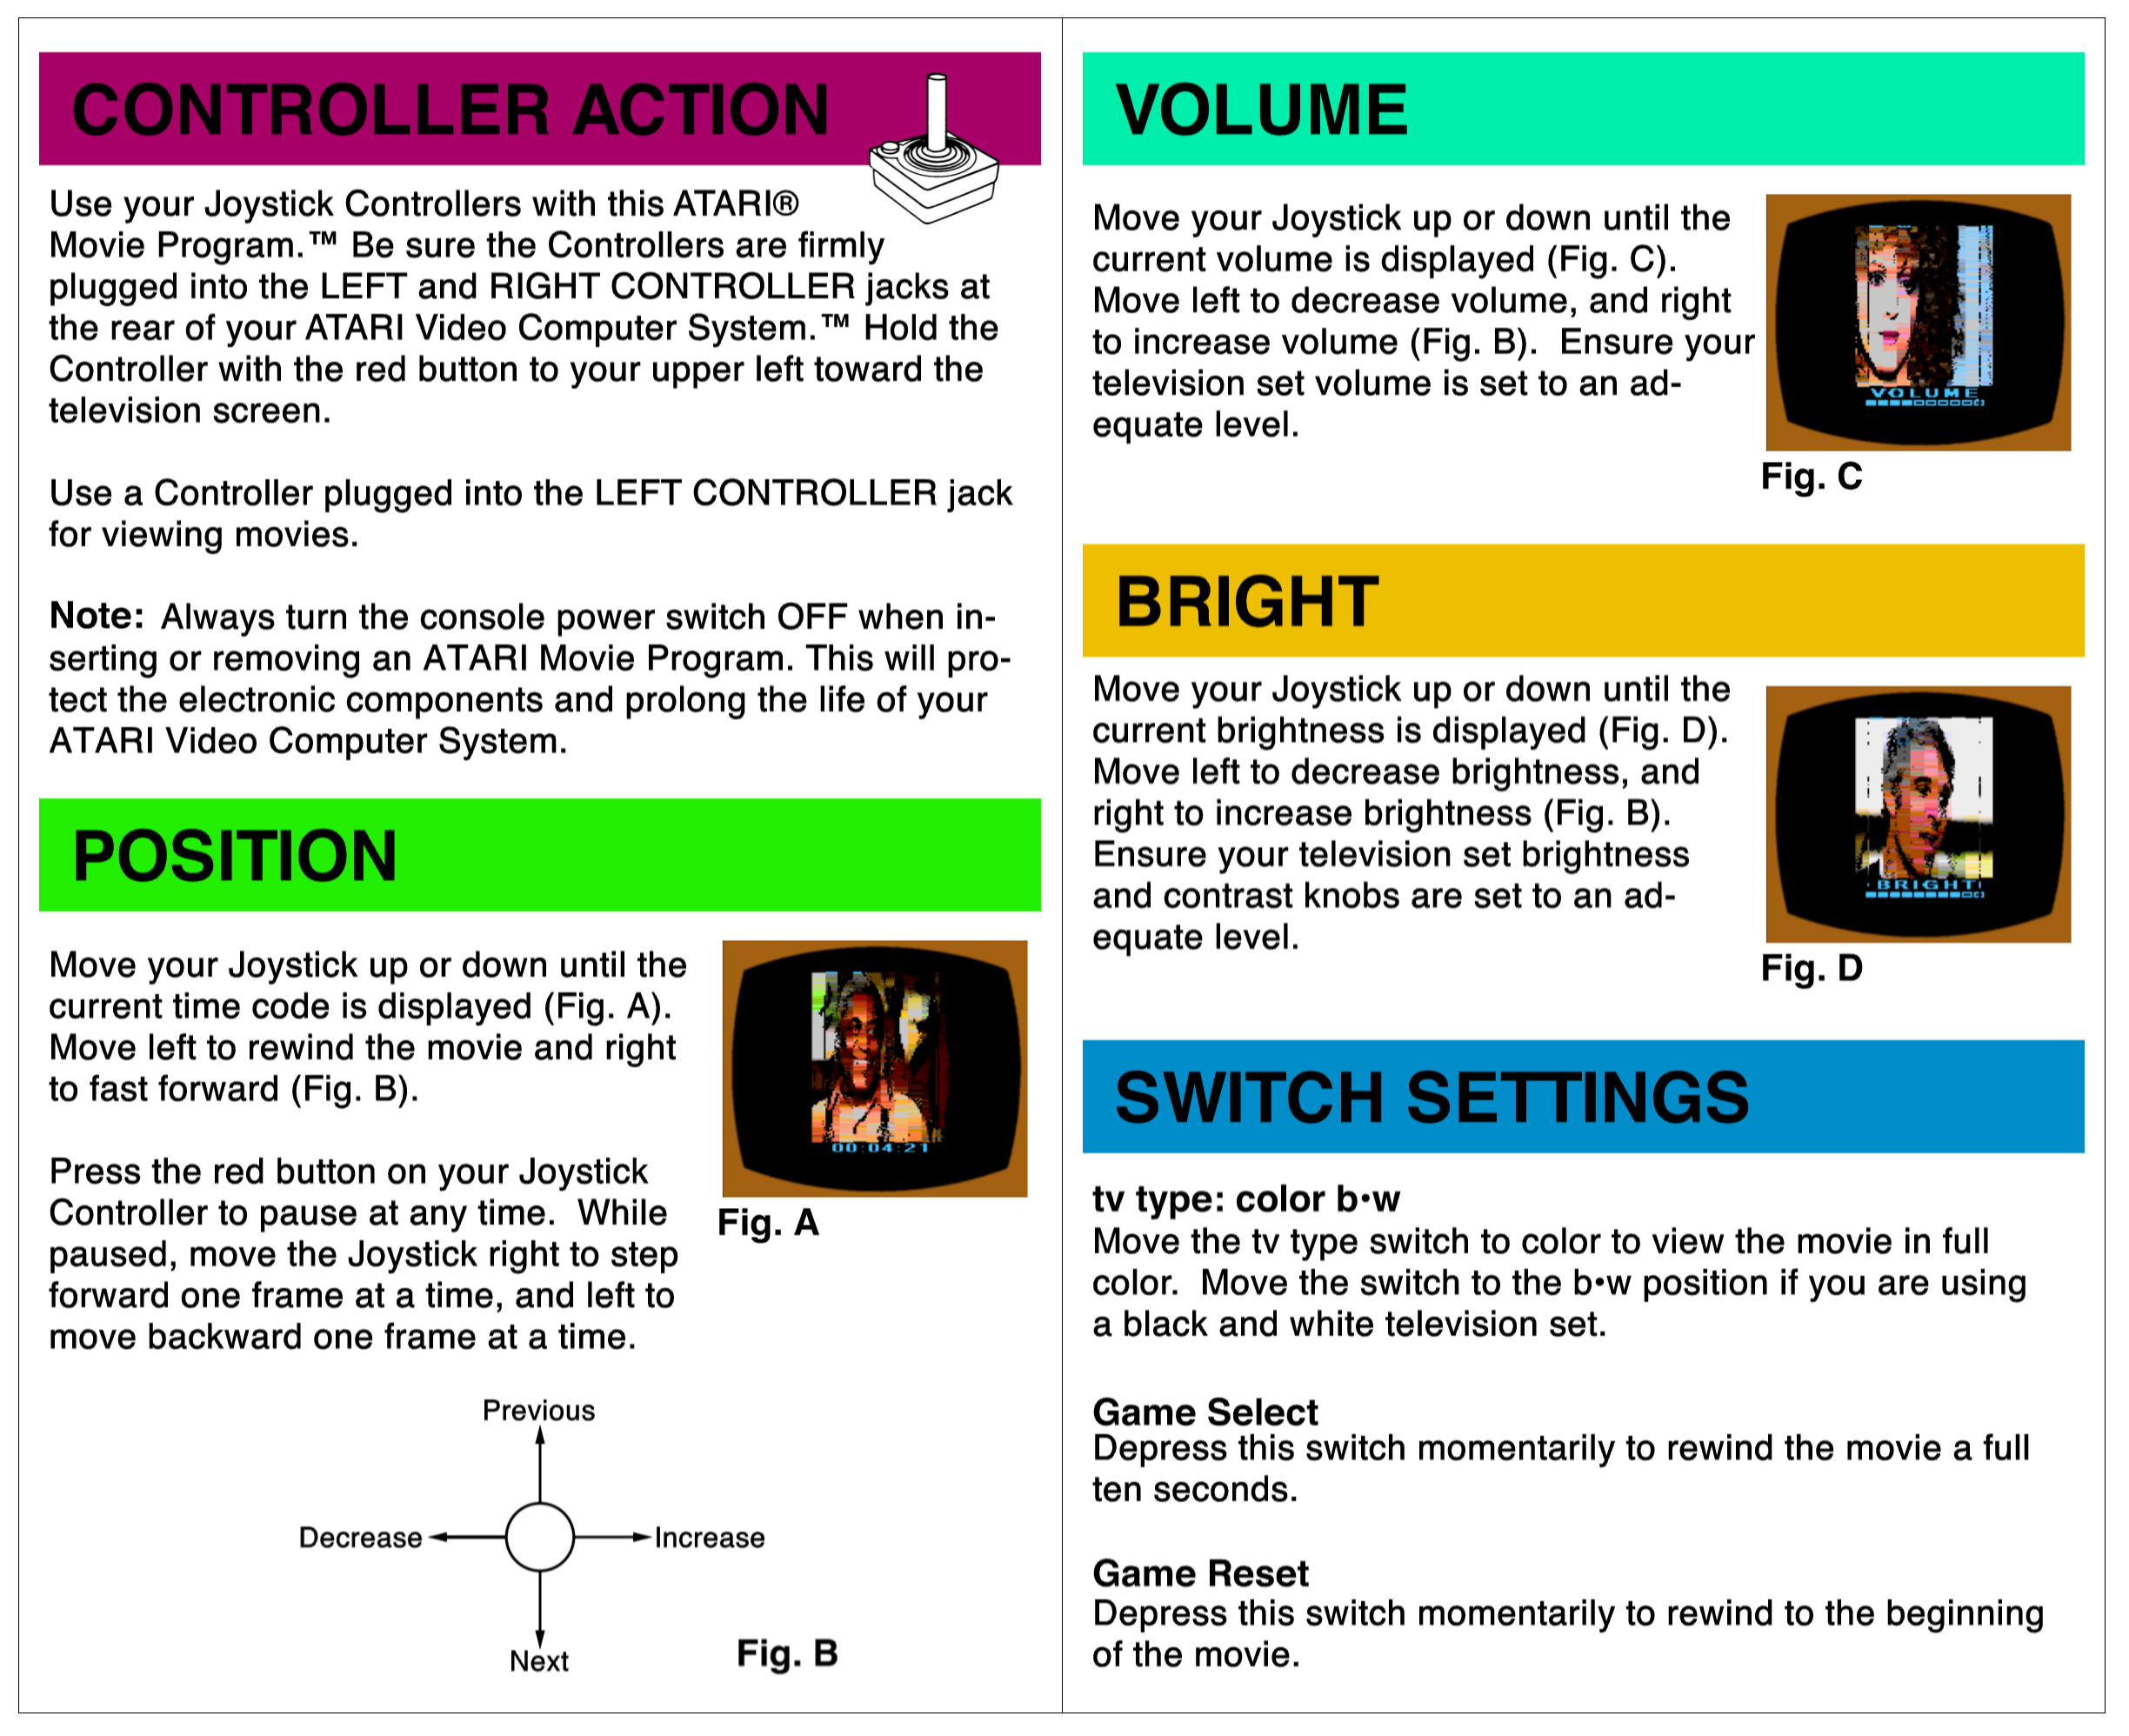 CONTROLLER ACTION
Use your Joystick Controllers with this ATARI®
Movie Program.™ Be sure the Controllers are firmly
plugged into the LEFT and RIGHT CONTROLLER jacks at
the rear of your ATARI Video Computer System.™ Hold the
Controller with the red button to your upper left toward the
television screen.
Use a Controller plugged into the LEFT CONTROLLER jack
for viewing movies.
Note: Always turn the console power switch OFF when in-
serting or removing an ATARI Movie Program. This will pro-
tect the electronic components and prolong the life of your
ATARI Video Computer System.
POSITION
Move your Joystick up or down until the
current time code is displayed (Fig. A).
Move left to rewind the movie and right
to fast forward (Fig. B).
Press the red button on your Joystick
Controller to pause at any time. While
paused, move the Joystick right to step
forward one frame at a time, and left to
move backward one frame at a time.
00:04:21
Fig. A
Previous
Decrease
Increase
Next
Fig. B
VOLUME
Move your Joystick up or down until the
current volume is displayed (Fig. C).
Move left to decrease volume, and right
to increase volume (Fig. B). Ensure your
television set volume is set to an ad-
equate level.
VOLUME
Fig. C
BRIGHT
Move your Joystick up or down until the
current brightness is displayed (Fig. D).
Move left to decrease brightness, and
right to increase brightness (Fig. B).
Ensure your television set brightness
and contrast knobs are set to an ad-
equate level.
BRIGHT
Fig. D
SWITCH SETTINGS
tv type: color b•w
Move the tv type switch to color to view the movie in full
color. Move the switch to the b•w position if you are using
a black and white television set.
Game Select
Depress this switch momentarily to rewind the movie a full
ten seconds.
Game Reset
Depress this switch momentarily to rewind to the beginning
of the movie.